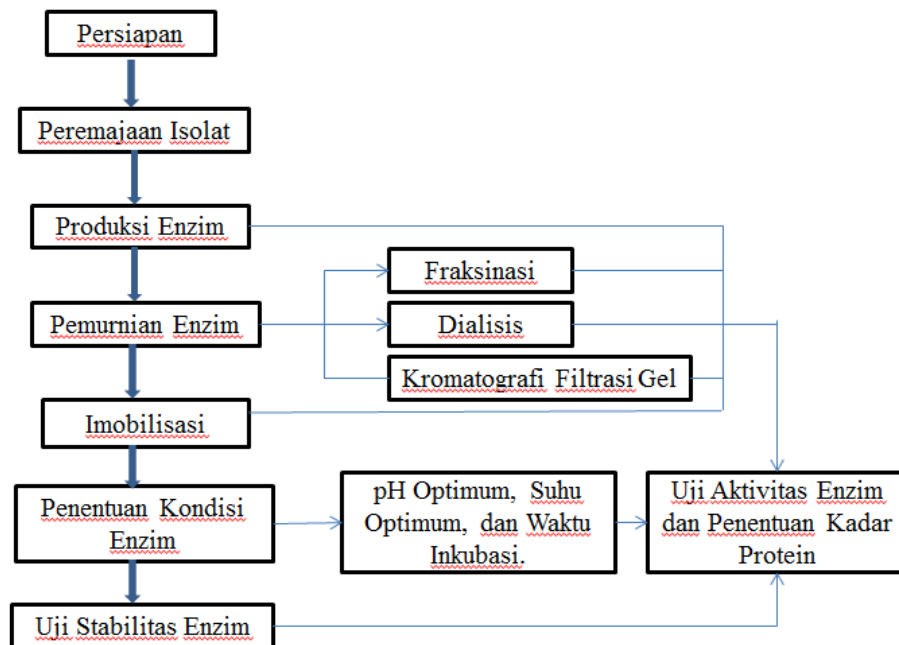 Persiapan
Peremajaan Isolat
Produksi Enzim
Fraksinasi
Pemurnian Enzim
Dialisis
Kromatografi Filtrasi Gel
Imobilisasi
Penentuan Kondisi
Enzim
pH Optimum, Suhu
Optimum, dan Waktu
Inkubasi.
Uji Aktivitas Enzim
dan Penentuan Kadar
Protein
Uji Stabilitas Enzim